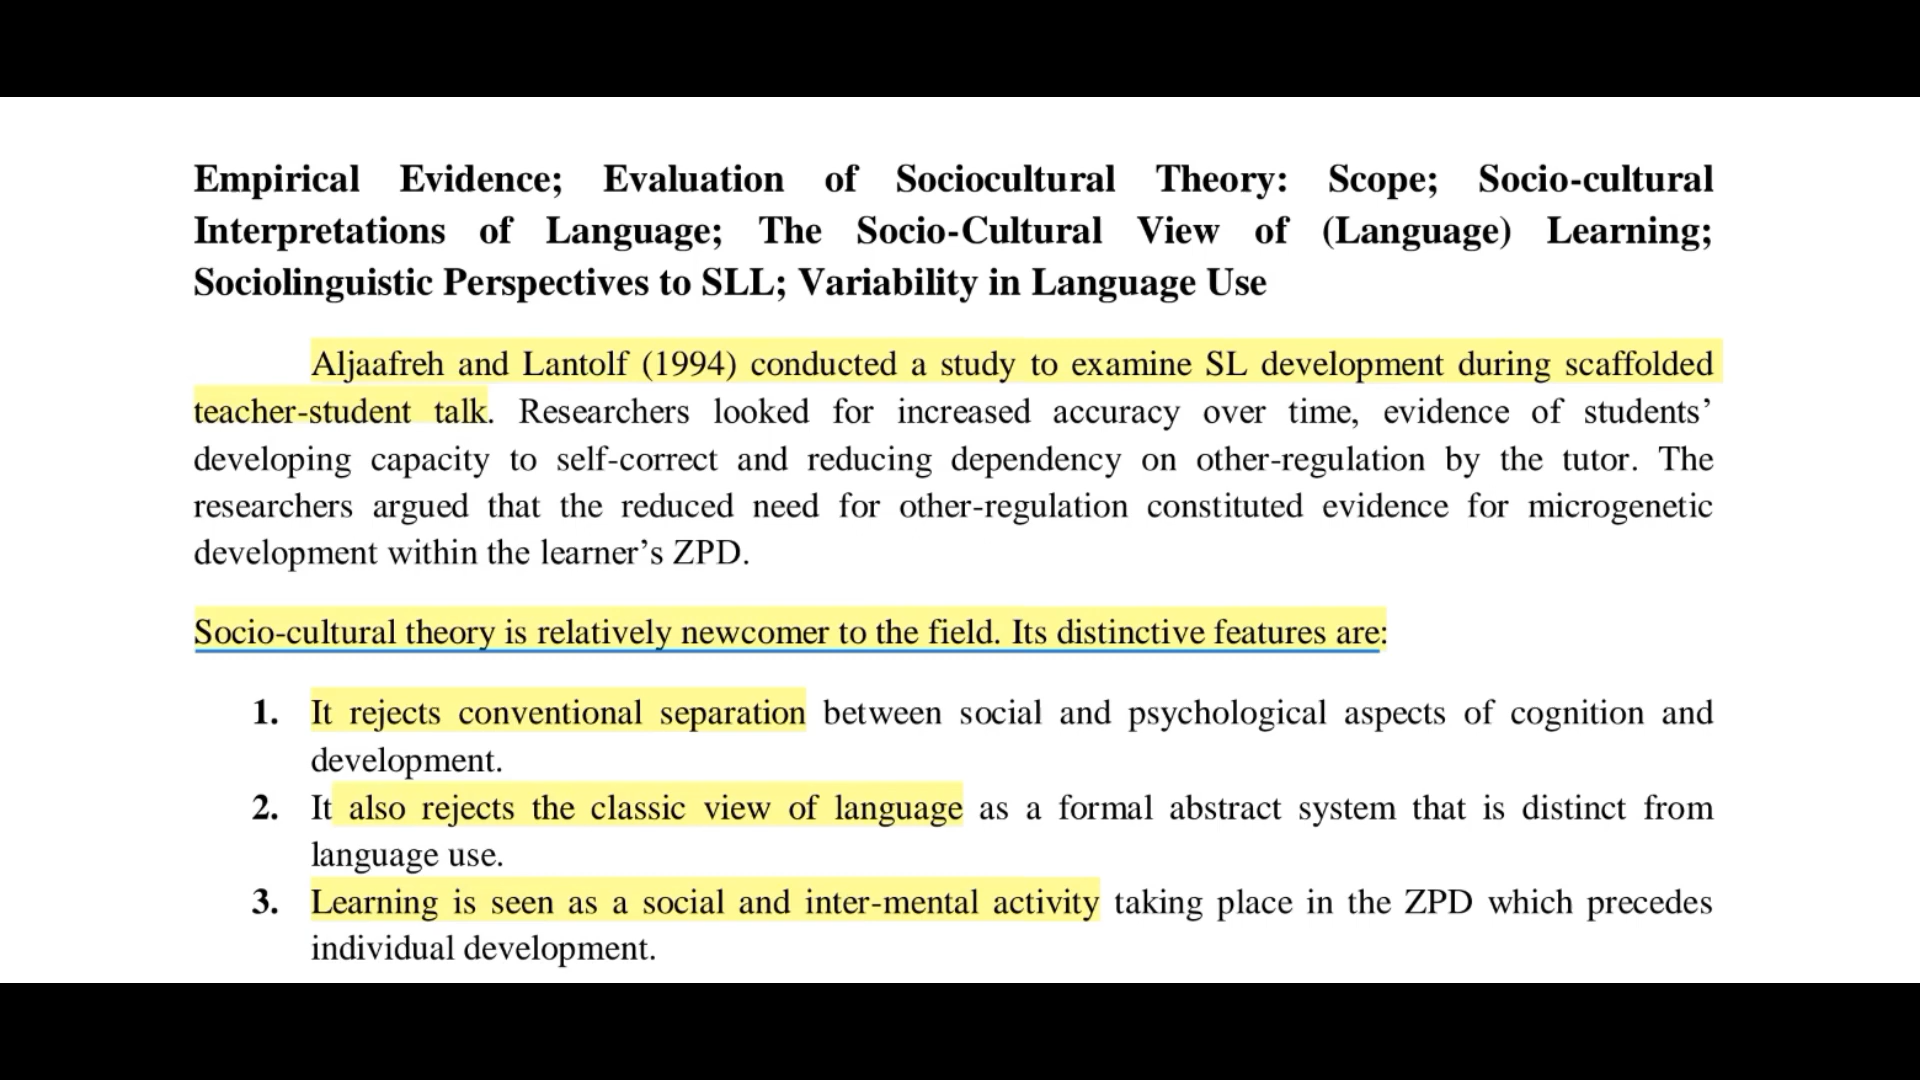 Empirical Evidence; Evaluation of Sociocultural Theory: Scope; Socio-cultural
Interpretations of Language; The Socio-Cultural View of (Language) Learning;
Sociolinguistic Perspectives to SLL; Variability in Language Use
Aljaafreh and Lantolf (1994) conducted a study to examine SL development during scaffolded
teacher-student talk. Researchers looked for increased accuracy over time, evidence of students’
developing capacity to self-correct and reducing dependency on other-regulation by the tutor. The
researchers argued that the reduced need for other-regulation constituted evidence for microgenetic
development within the learner’s ZPD.
Socio-cultural theory is relatively newcomer to the field. Its distinctive features are:
1. It rejects conventional separation between social and psychological aspects of cognition and
development.
2. It also rejects the classic view of language as a formal abstract system that is distinct from
language use.
3. Learning is seen as a social and inter-mental activity taking place in the ZPD which precedes
individual development.